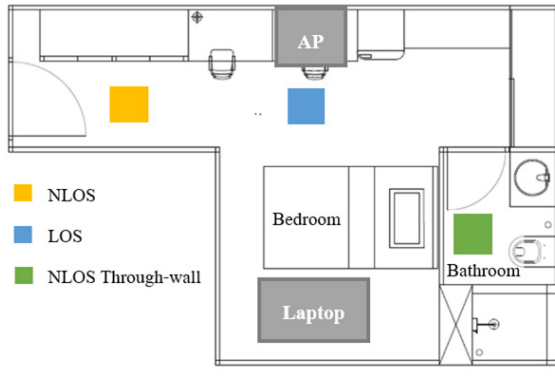 AP
NLOS
LOS
NLOS Through-wall
Bedroom
Bathroom
Laptop